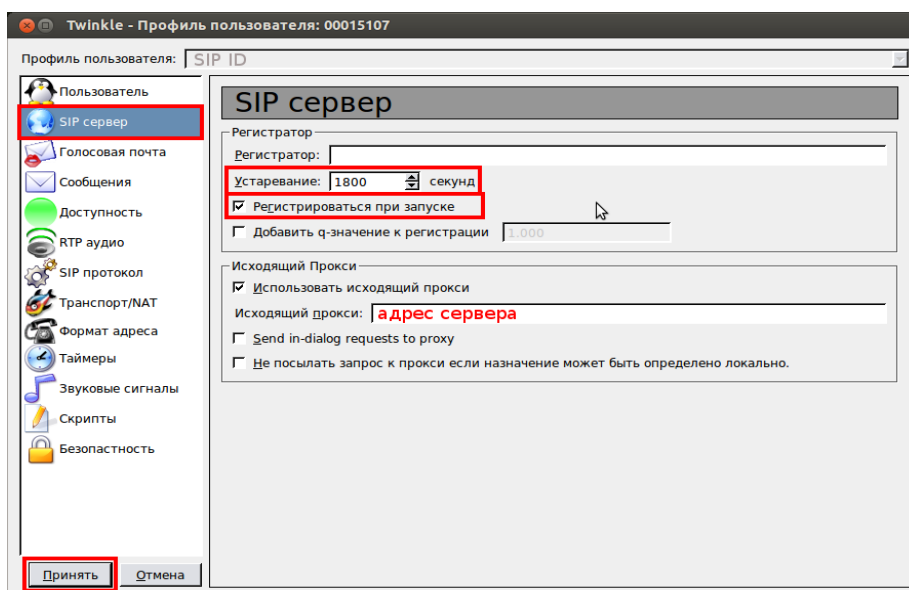 Twinkle - Профиль пользователя: 00015107
Профиль пользователя: SIP ID
Пользователь
SIP сервер
Голосовая почта
Сообщения
Доступность
RTP аудио
SIP протокол
Транспорт/NAT
Формат адреса
Таймеры
Звуковые сигналы
Скрипты
Безопастность
SIP сервер
Регистратор
Регистратор:
Устаревание: 1800 секунд
Регистрироваться при запуске
Добавить q-значение к регистрации 1.000
Исходящий Прокси
Использовать исходящий прокси
Исходящий прокси: адрес сервера
Send in-dialog requests to proxy
Не посылать запрос к прокси если назначение может быть определено локально.
Принять Отмена